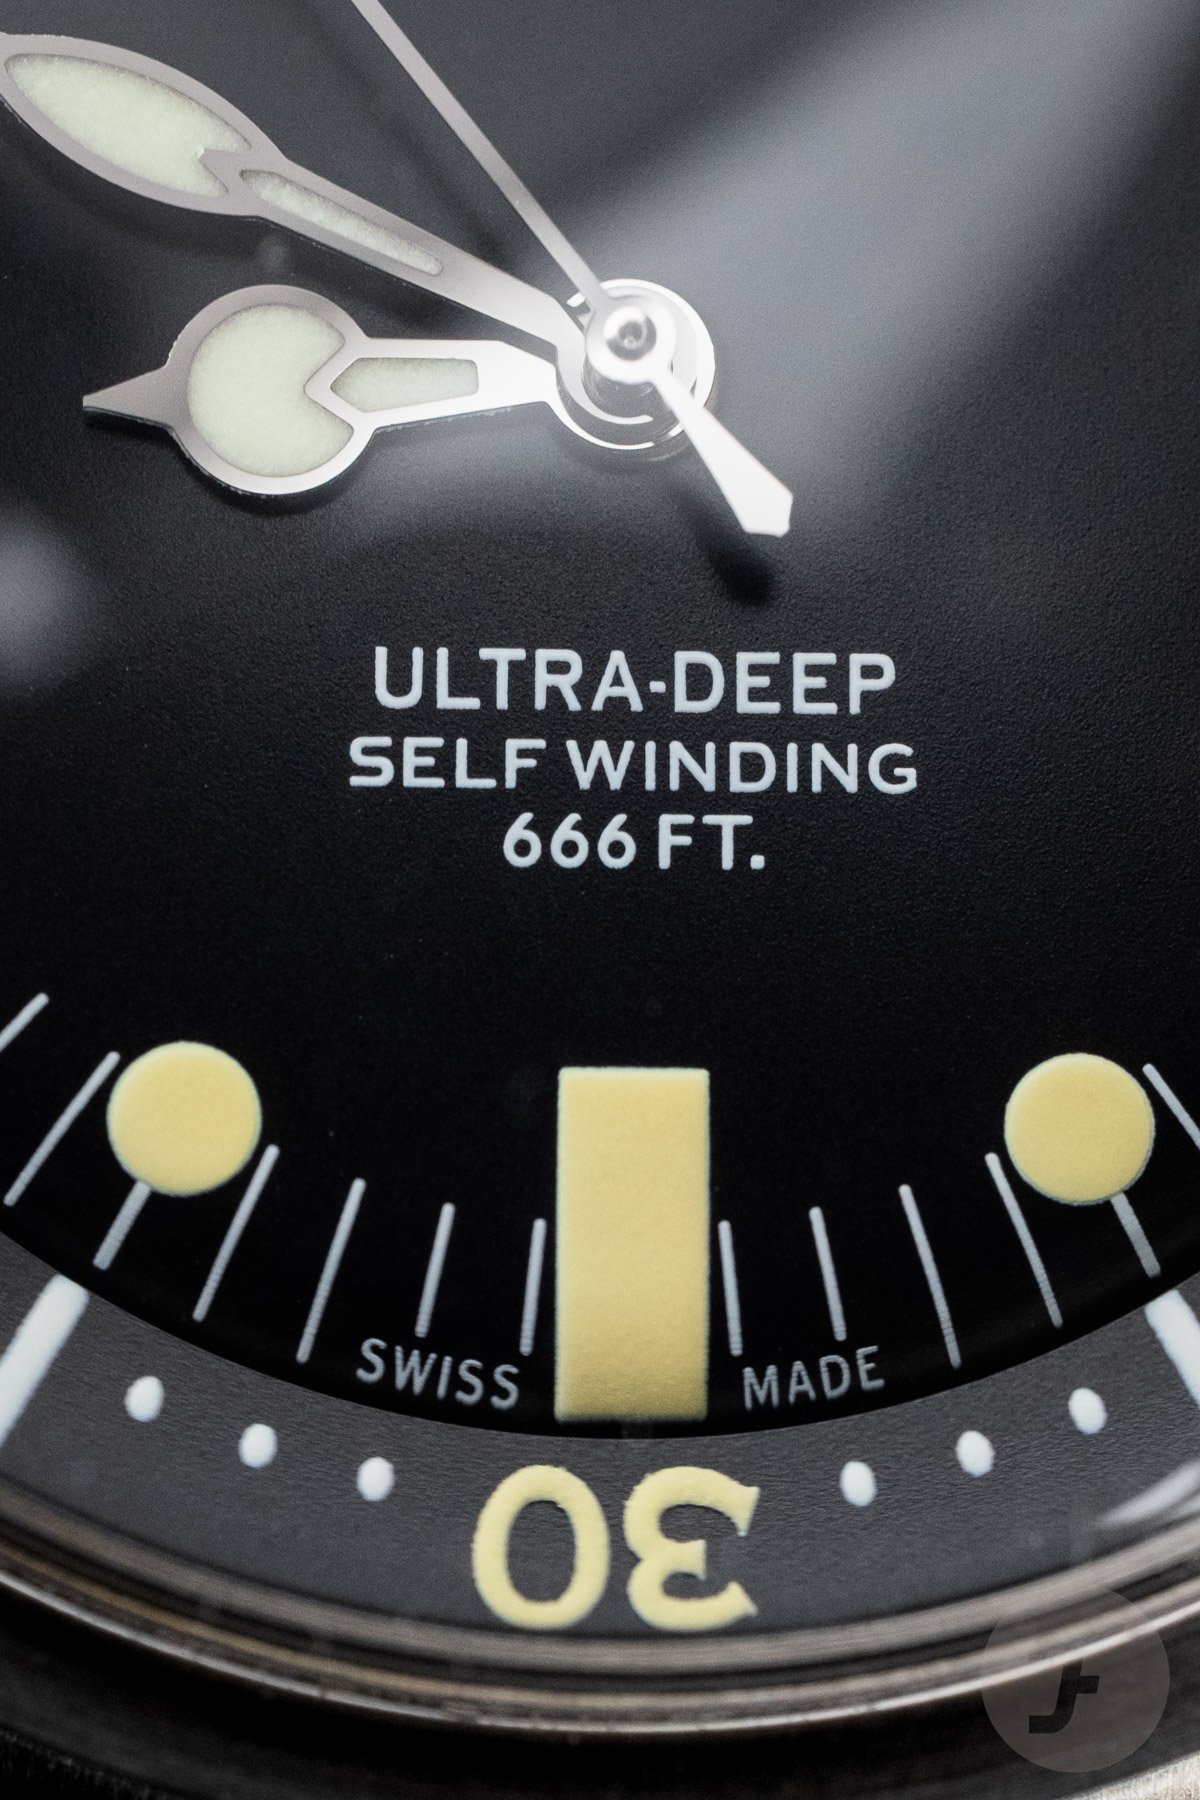 ULTRA-DEEP
SELF WINDING
666 FT.
SWISS MADE
30